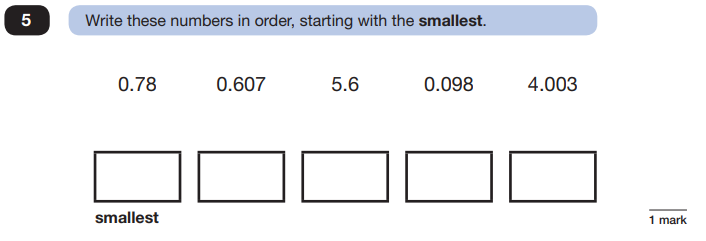 5 Write these numbers in order, starting with the smallest.
0.78 0.607 5.6 0.098 4.003
smallest
1 mark